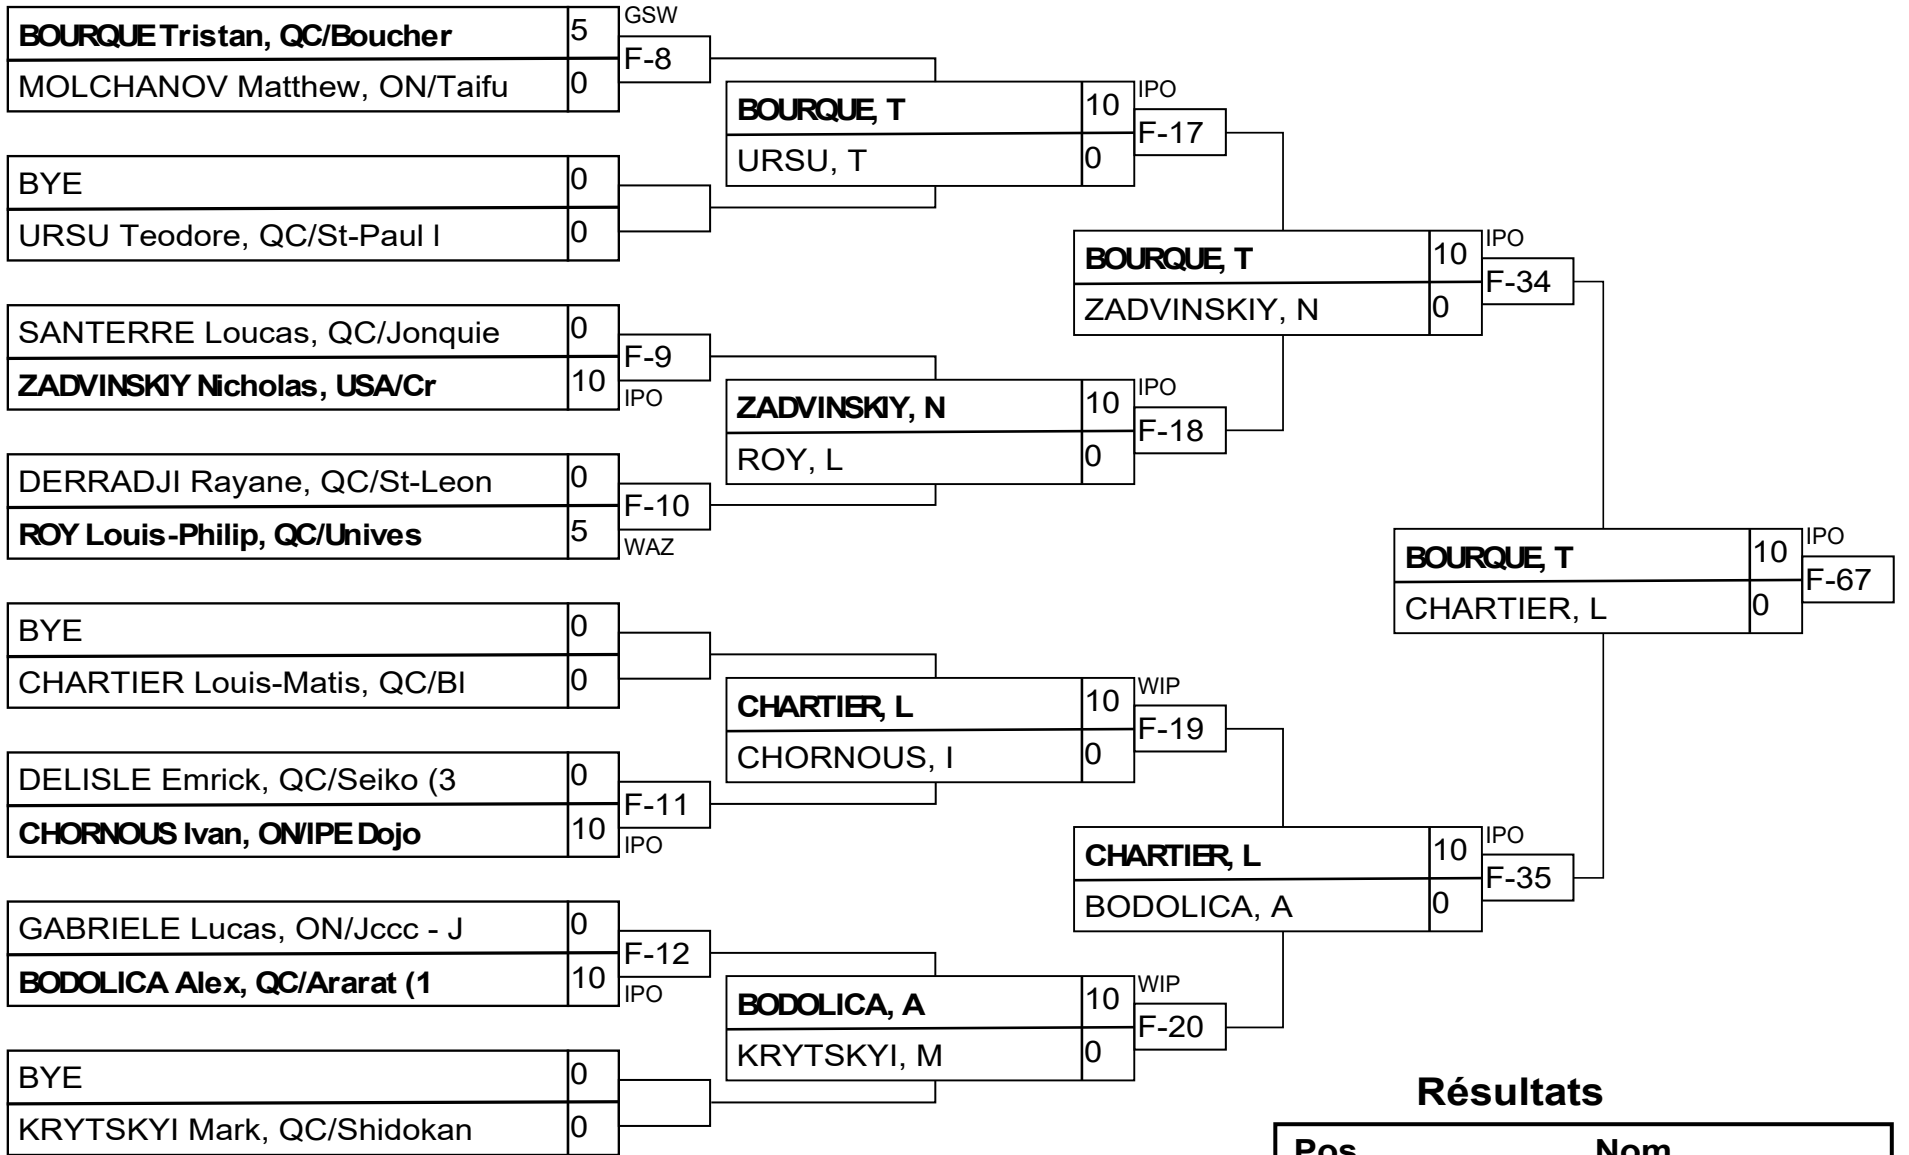 BOURQUE Tristan, QC/Boucher 5 GSW
MOLCHANOV Matthew, ON/Taifu 0
F-8
BYE 0
URSU Teodore, QC/St-Paul l 0
SANTERRE Loucas, QC/Jonquie 0
ZADVINSKIY Nicholas, USA/Cr 10 IPO
F-9
DERRADJI Rayane, QC/St-Leon 0
ROY Louis-Philip, QC/Unives 5 WAZ
F-10
BYE 0
CHARTIER Louis-Matis, QC/Bl 0
DELISLE Emrick, QC/Seiko (3 0
CHORNOUS Ivan, ON/IPE Dojo 10 IPO
F-11
GABRIELE Lucas, ON/Jccc - J 0
BODOLICA Alex, QC/Ararat (1 10 IPO
F-12
BYE 0
KRYTSKYI Mark, QC/Shidokan 0
BOURQUE, T 10 IPO
URSU, T 0
F-17
ZADVINSKIY, N 10 IPO
ROY, L 0
F-18
CHARTIER, L 10 WIP
CHORNOUS, I 0
F-19
BODOLICA, A 10 WIP
KRYTSKYI, M 0
F-20
BOURQUE, T 10 IPO
ZADVINSKIY, N 0
F-34
CHARTIER, L 10 IPO
BODOLICA, A 0
F-35
BOURQUE, T 10 IPO
CHARTIER, L 0
F-67
Résultats
Pos Nom